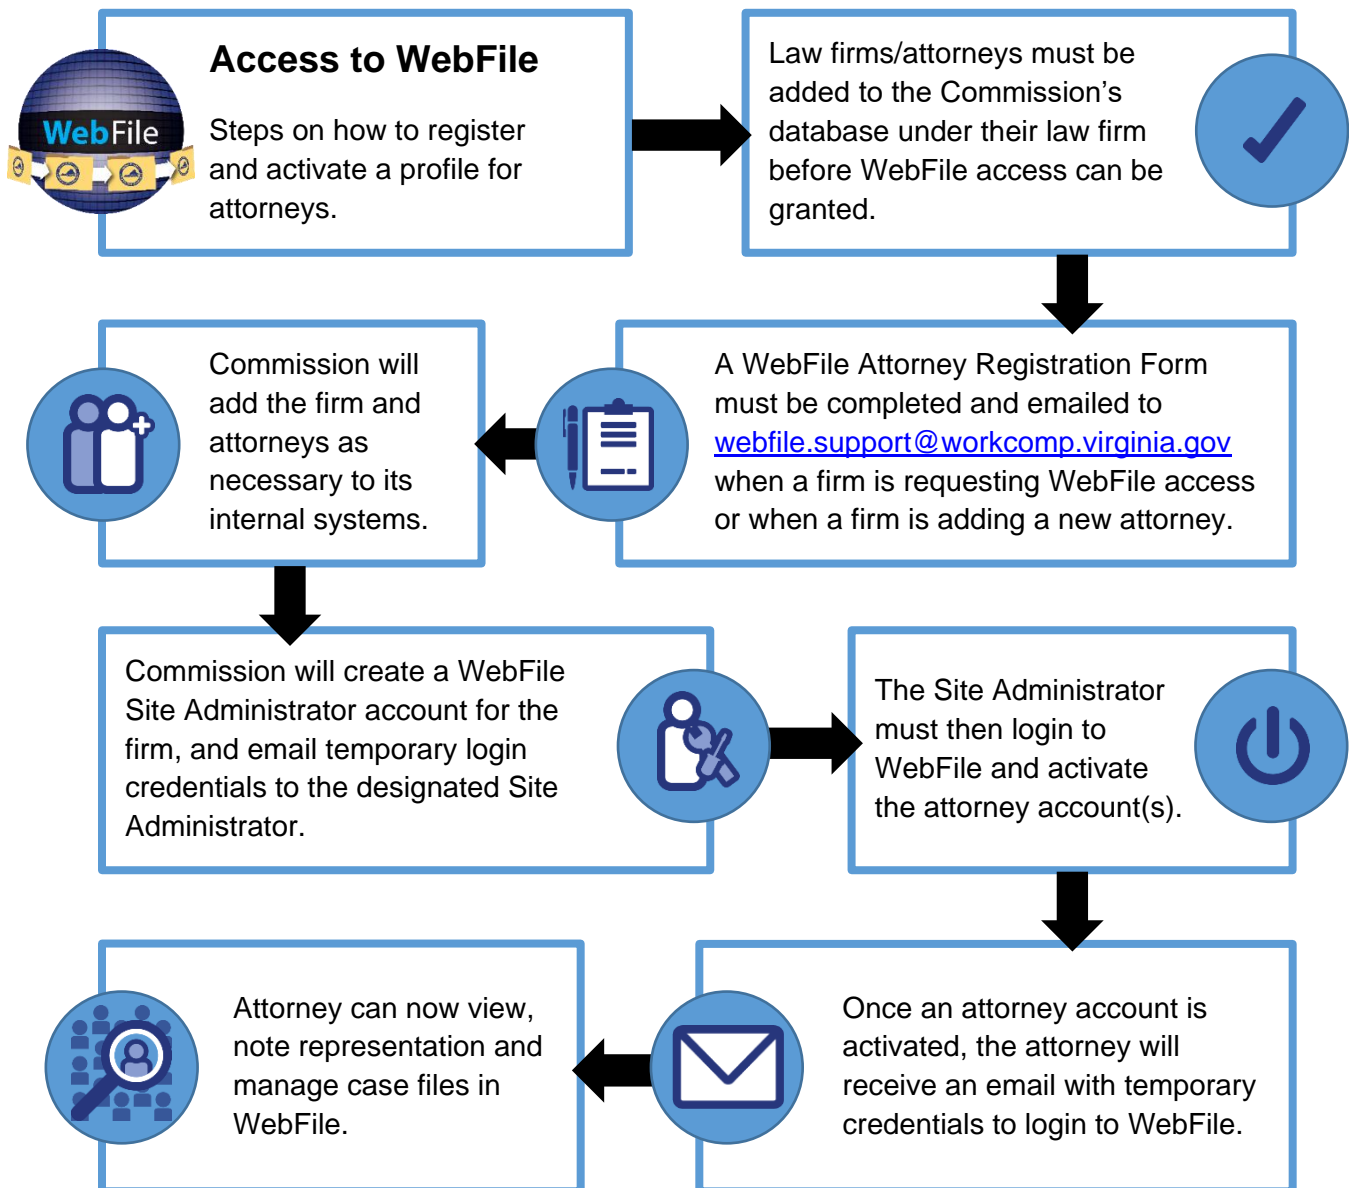 Access to WebFile
Steps on how to register
and activate a profile for
attorneys.
WebFile
Law firms/attorneys must be
added to the Commission’s
database under their law firm
before WebFile access can be
granted.
A WebFile Attorney Registration Form
must be completed and emailed to
webfile.support@workcomp.virginia.gov
when a firm is requesting WebFile access
or when a firm is adding a new attorney.
Commission will
add the firm and
attorneys as
necessary to its
internal systems.
Commission will create a WebFile
Site Administrator account for the
firm, and email temporary login
credentials to the designated Site
Administrator.
The Site Administrator
must then login to
WebFile and activate
the attorney account(s).
Once an attorney account is
activated, the attorney will
receive an email with temporary
credentials to login to WebFile.
Attorney can now view,
note representation and
manage case files in
WebFile.